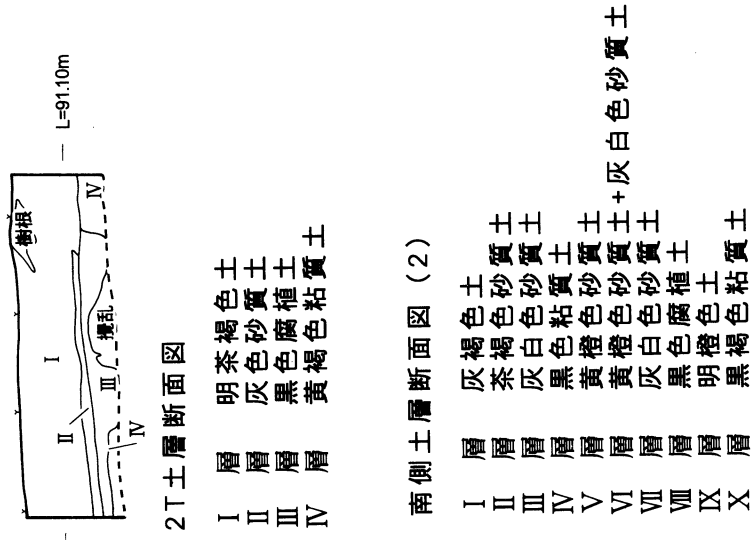 L=91.10m
樹根
Ⅰ
Ⅱ
Ⅲ
攪乱
Ⅳ
Ⅳ
2T土層断面図
Ⅰ 層 明茶褐色土
Ⅱ 層 灰色砂質土
Ⅲ 層 黒色腐植土
Ⅳ 層 黄褐色粘質土
南側土層断面図(2)
Ⅰ 層 灰褐色土
Ⅱ 層 茶褐色砂質土
Ⅲ 層 灰白色砂質土
Ⅳ 層 黒色粘質土
Ⅴ 層 黄橙色砂質土
Ⅵ 層 黄橙色砂質土+灰白色砂質土
Ⅶ 層 灰白色砂質土
Ⅷ 層 黒色腐植土
Ⅸ 層 明橙色土
Ⅹ 層 黒褐色粘質土